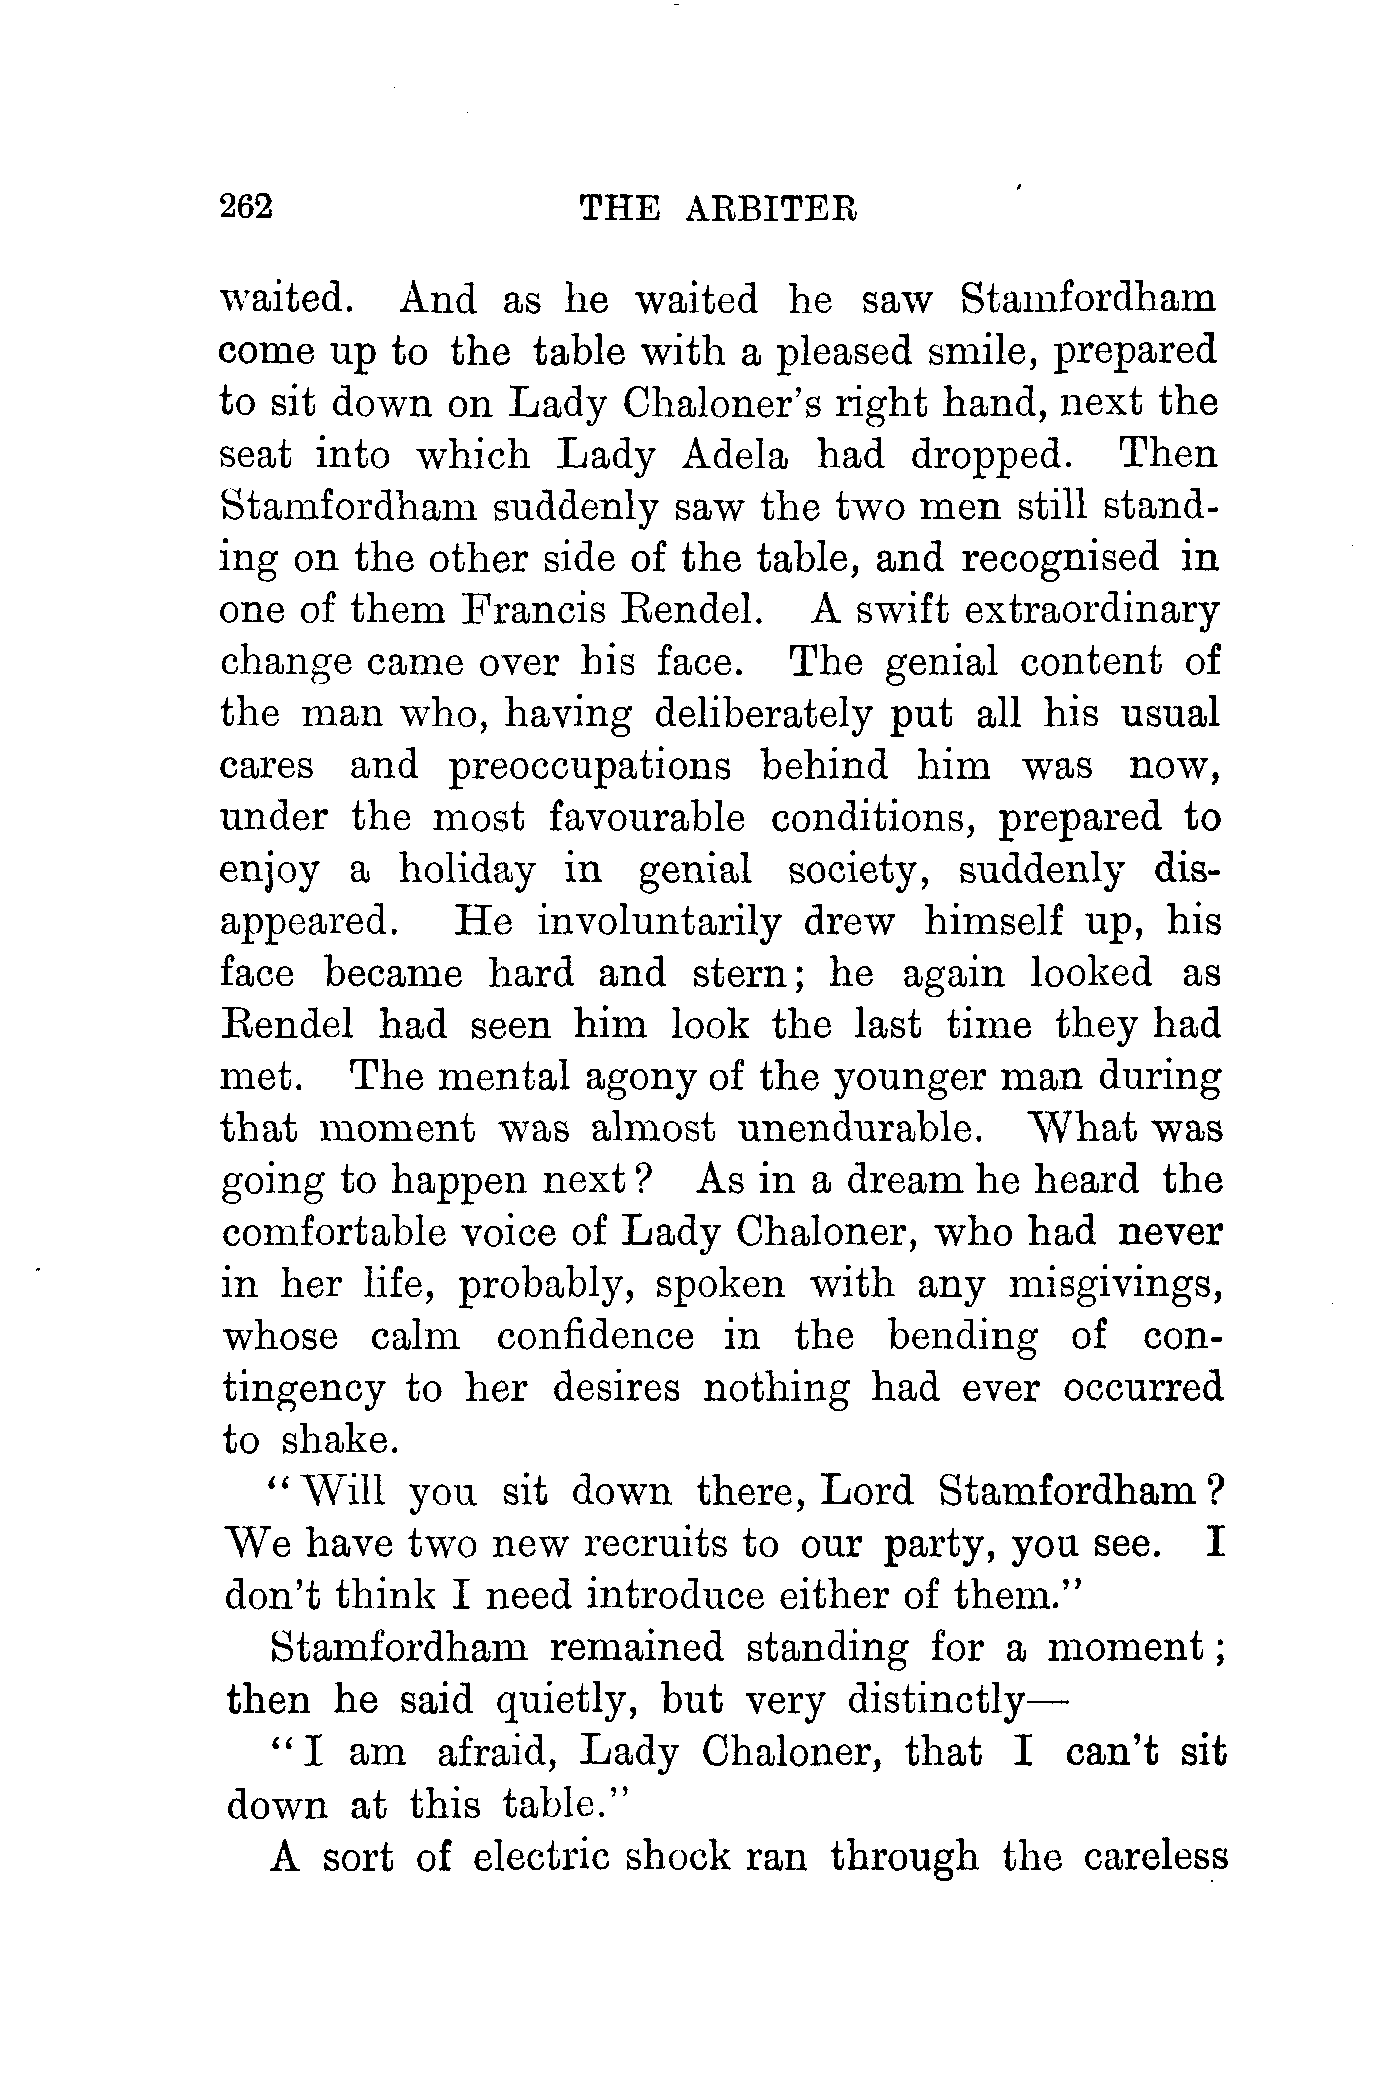 262 THE ARBITER
waited. And as he waited he saw Stamfordham
come up to the table with a pleased smile, prepared
to sit down on Lady Chaloner's right hand, next the
seat into which Lady Adela had dropped. Then
Stamfordham suddenly saw the two men still stand-
ing on the other side of the table, and recognised in
one of them Francis Rendel. A swift extraordinary
change came over his face. The genial content of
the man who, having deliberately put all his usual
cares and preoccupations behind him was now,
under the most favourable conditions, prepared to
enjoy a holiday in genial society, suddenly dis-
appeared. He involuntarily drew himself up, his
face became hard and stern; he again looked as
Rendel had seen him look the last time they had
met. The mental agony of the younger man during
that moment was almost unendurable. What was
going to happen next? As in a dream he heard the
comfortable voice of Lady Chaloner, who had never
in her life, probably, spoken with any misgivings,
whose calm confidence in the bending of con-
tingency to her desires nothing had ever occurred
to shake.
"Will you sit down there, Lord Stamfordham?
We have two new recruits to our party, you see. I
don't think I need introduce either of them."
Stamfordham remained standing for a moment;
then he said quietly, but very distinctly—
"I am afraid, Lady Chaloner, that I can't sit
down at this table."
A sort of electric shock ran through the careless